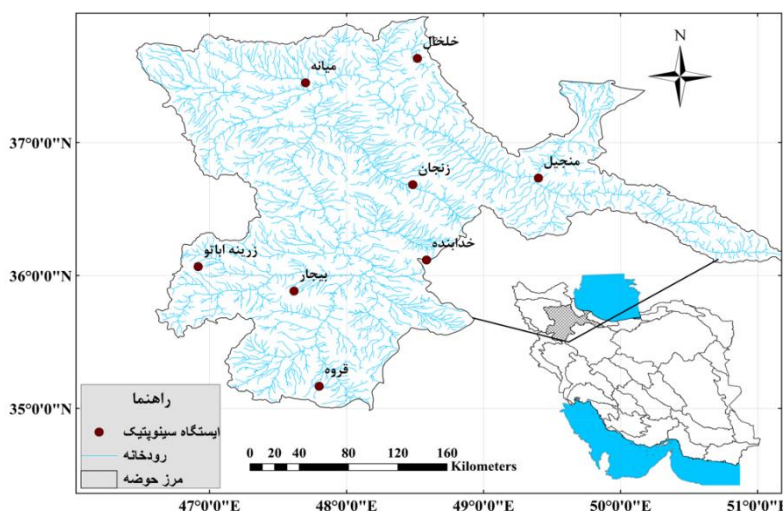 خلخال
میانه
N
37°0'0"N
منجیل
زنجان
خدابنده
زرینه اباتو
36°0'0"N
بیجار
قروه
35°0'0"N
راهنما
ایستگاه سینوپتیک
رودخانه
مرز حوضه
0 20 40 80 120 160
Kilometers
47°0'0"E 48°0'0"E 49°0'0"E 50°0'0"E 51°0'0"E